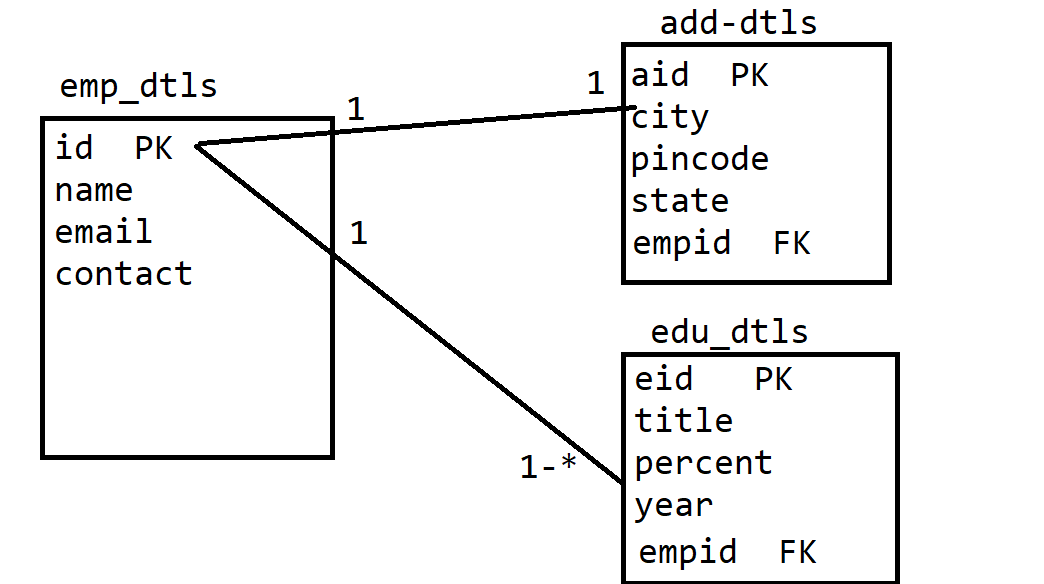 emp_dtls
id PK
name
email
contact
1
1
add-dtls
aid PK
city
pincode
state
empid FK
1
1-*
edu_dtls
eid PK
title
percent
year
empid FK